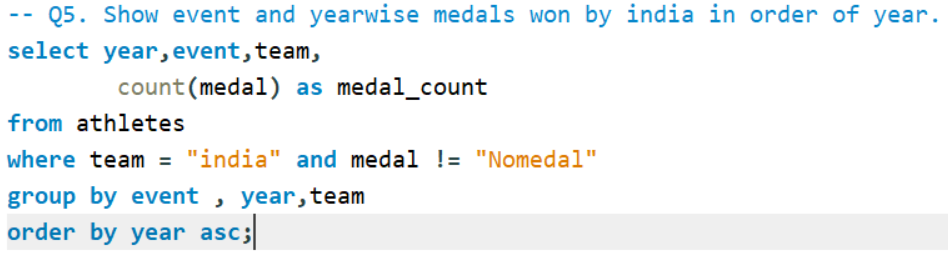 -- Q5. Show event and yearwise medals won by india in order of year.
select year,event,team,
count(medal) as medal_count
from athletes
where team = "india" and medal != "Nomedal"
group by event , year,team
order by year asc;